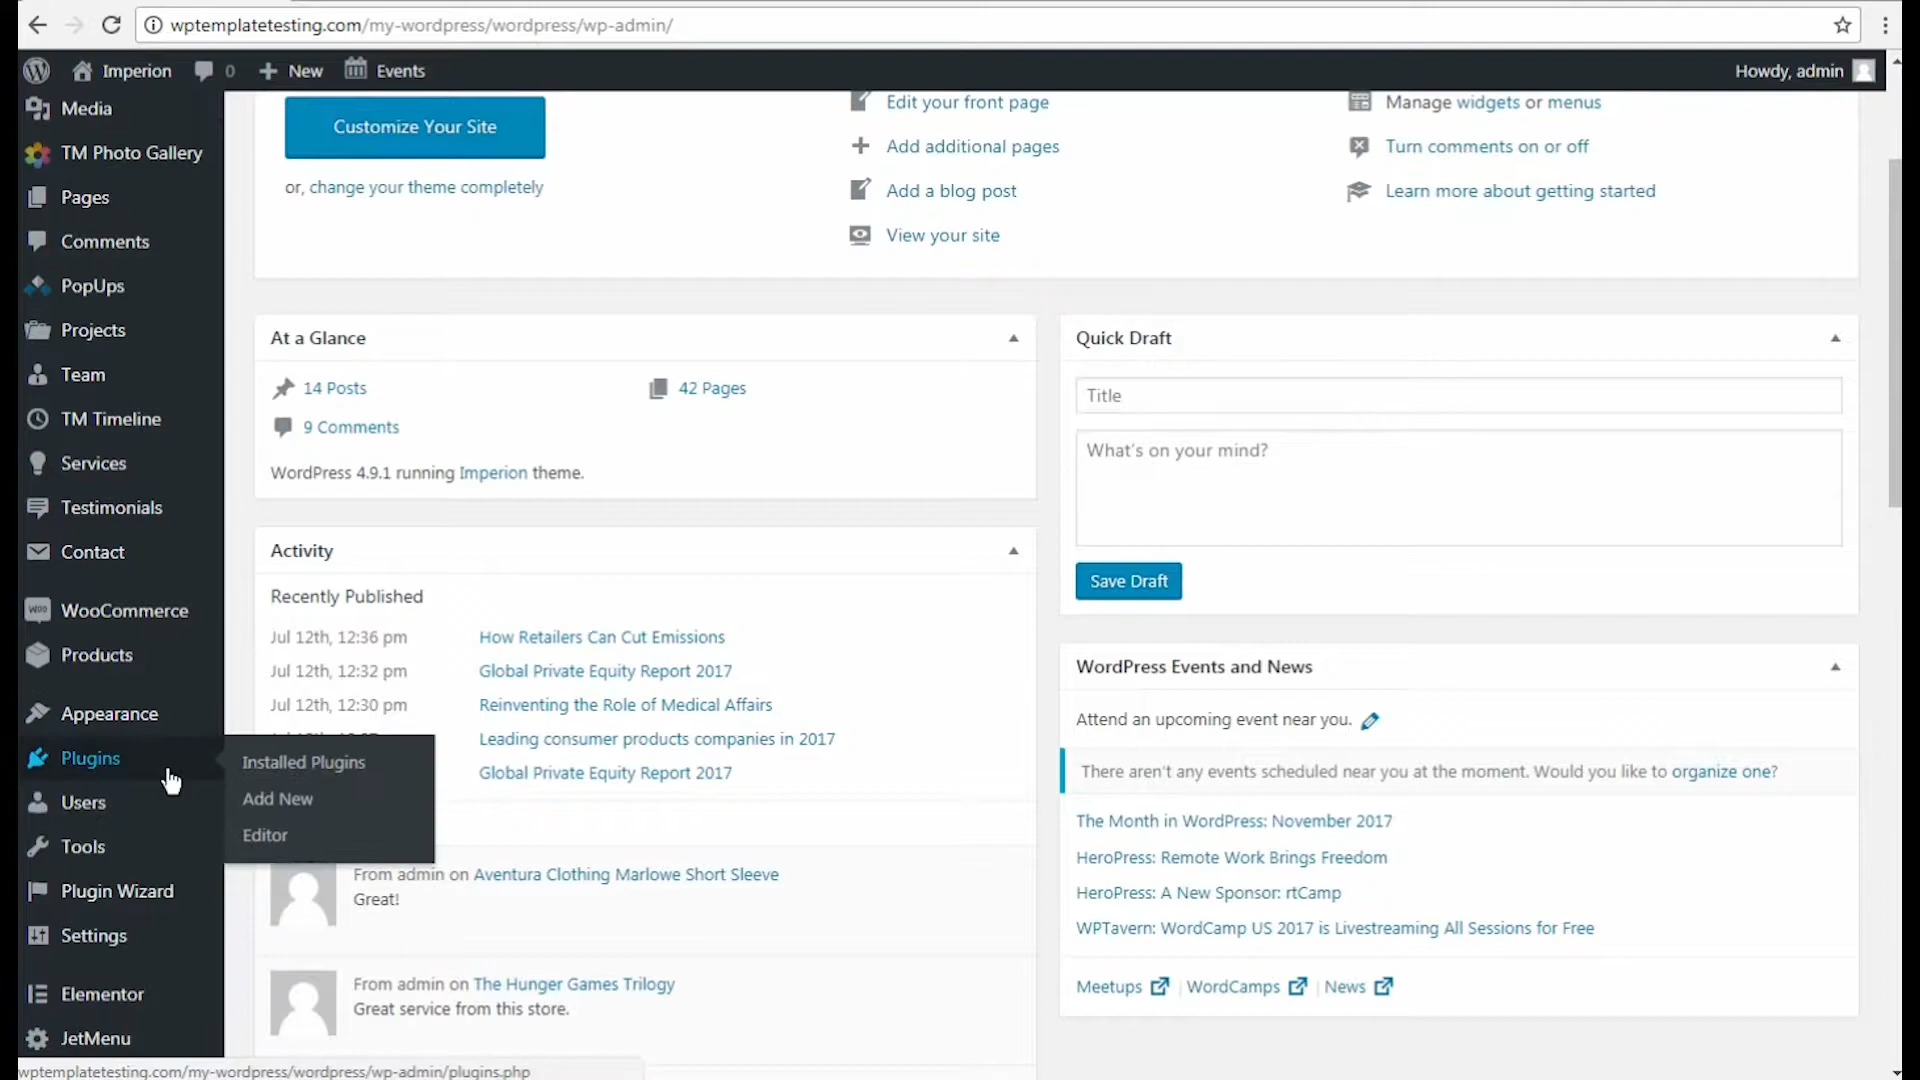 wptemplatetesting.com/my-wordpress/wordpress/wp-admin/
Imperion
0
New
Events
Howdy, admin
Media
TM Photo Gallery
Pages
Comments
PopUps
Projects
Team
TM Timeline
Services
Testimonials
Contact
WOO
WooCommerce
Products
Appearance
Plugins
Users
Tools
Plugin Wizard
Settings
Elementor
JetMenu
Installed Plugins
Add New
Editor
Customize Your Site
or, change your theme completely
Edit your front page
Add additional pages
Add a blog post
View your site
Manage widgets or menus
Turn comments on or off
Learn more about getting started
At a Glance
14 Posts
42 Pages
9 Comments
WordPress 4.9.1 running Imperion theme.
Activity
Recently Published
Jul 12th, 12:36 pm How Retailers Can Cut Emissions
Jul 12th, 12:32 pm Global Private Equity Report 2017
Jul 12th, 12:30 pm Reinventing the Role of Medical Affairs
Leading consumer products companies in 2017
Global Private Equity Report 2017
From admin on Aventura Clothing Marlowe Short Sleeve
Great!
From admin on The Hunger Games Trilogy
Great service from this store.
Quick Draft
Title
What's on your mind?
Save Draft
WordPress Events and News
Attend an upcoming event near you.
There aren't any events scheduled near you at the moment. Would you like to organize one?
The Month in WordPress: November 2017
HeroPress: Remote Work Brings Freedom
HeroPress: A New Sponsor: rtCamp
WPTavern: WordCamp US 2017 is Livestreaming All Sessions for Free
Meetups | WordCamps | News
wptemplatetesting.com/my-wordpress/wordpress/wp-admin/plugins.php